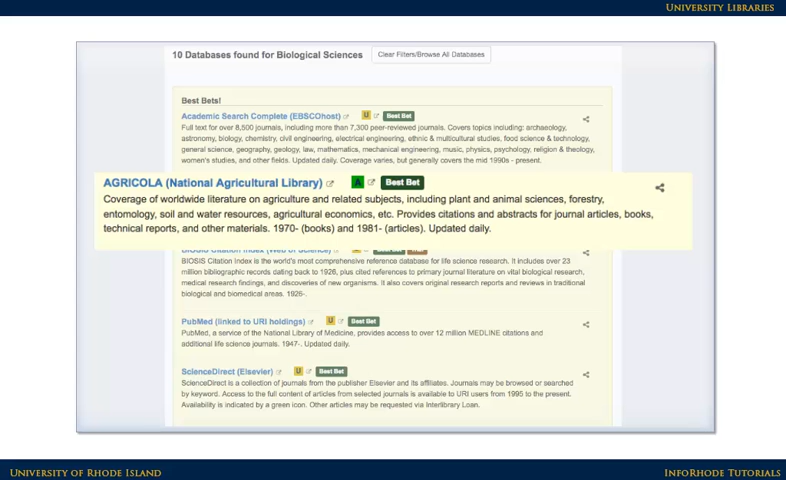 UNIVERSITY LIBRARIES
10 Databases found for Biological Sciences
Clear Filters/Browse All Databases
Best Bets!
Academic Search Complete (EBSCOhost) U Best Bet
Full text for over 8,500 journals, including more than 7,300 peer-reviewed journals. Covers topics including: archaeology,
astronomy, biology, chemistry, civil engineering, electrical engineering, ethnic & multicultural studies, food science & technology,
general science, geography, geology, law, mathematics, mechanical engineering, music, physics, psychology, religion & theology,
women's studies, and other fields. Updated daily. Coverage varies, but generally covers the mid 1990s - present.
AGRICOLA (National Agricultural Library) A Best Bet
Coverage of worldwide literature on agriculture and related subjects, including plant and animal sciences, forestry,
entomology, soil and water resources, agricultural economics, etc. Provides citations and abstracts for journal articles, books,
technical reports, and other materials. 1970- (books) and 1981- (articles). Updated daily.
BIOSIS Citation Index (Web of Science)
BIOSIS Citation Index is the world's most comprehensive reference database for life science research. It includes over 23
million bibliographic records dating back to 1926, plus cited references to primary journal literature on vital biological research,
medical research findings, and discoveries of new organisms. It also covers original research reports and reviews in traditional
biological and biomedical areas. 1926-.
PubMed (linked to URI holdings) U Best Bet
PubMed, a service of the National Library of Medicine, provides access to over 12 million MEDLINE citations and
additional life science journals. 1947-. Updated daily.
ScienceDirect (Elsevier) U Best Bet
ScienceDirect is a collection of journals from the publisher Elsevier and its affiliates. Journals may be browsed or searched
by keyword. Access to the full content of articles from selected journals is available to URI users from 1995 to the present.
Availability is indicated by a green icon. Other articles may be requested via Interlibrary Loan.
UNIVERSITY OF RHODE ISLAND
INFORHODE TUTORIALS